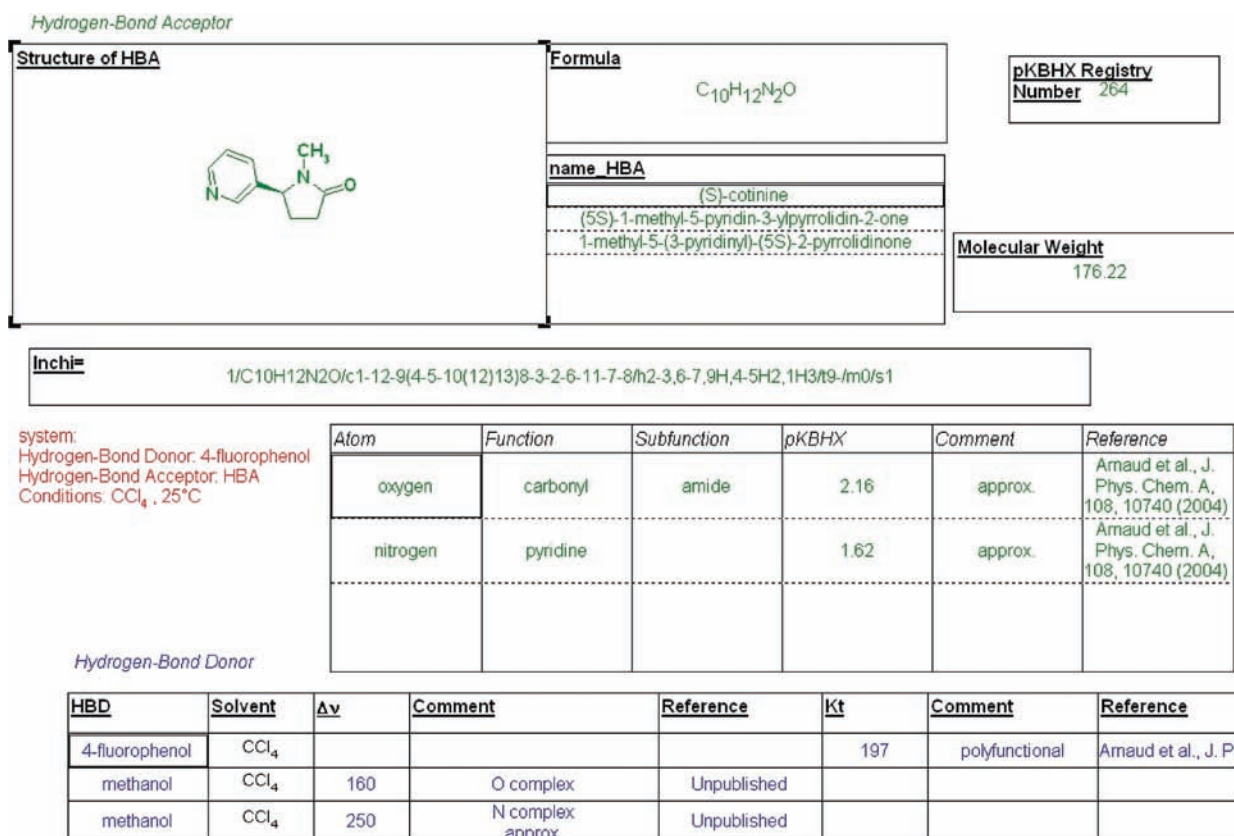 Hydrogen-Bond Acceptor
Structure of HBA
N
N
CH₃
O
Formula
C₁₀H₁₂N₂O
pKBHX Registry
Number 264
name_HBA
(S)-cotinine
(5S)-1-methyl-5-pyridin-3-ylpyrrolidin-2-one
1-methyl-5-(3-pyridinyl)-(5S)-2-pyrrolidinone
Molecular Weight
176.22
Inchi=
1/C10H12N2O/c1-12-9(4-5-10(12)13)8-3-2-6-11-7-8/h2-3,6-7,9H,4-5H2,1H3/t9-/m0/s1
system:
Hydrogen-Bond Donor: 4-fluorophenol
Hydrogen-Bond Acceptor: HBA
Conditions: CCl₄ , 25°C
Atom Function Subfunction pKBHX Comment Reference
oxygen carbonyl amide 2.16 approx. Arnaud et al., J.
Phys. Chem. A,
108, 10740 (2004)
nitrogen pyridine 1.62 approx. Arnaud et al., J.
Phys. Chem. A,
108, 10740 (2004)
Hydrogen-Bond Donor
HBD Solvent Δν Comment Reference Kt Comment Reference
4-fluorophenol CCl₄ 197 polyfunctional Arnaud et al., J. P
methanol CCl₄ 160 O complex Unpublished
methanol CCl₄ 250 N complex Unpublished
approx